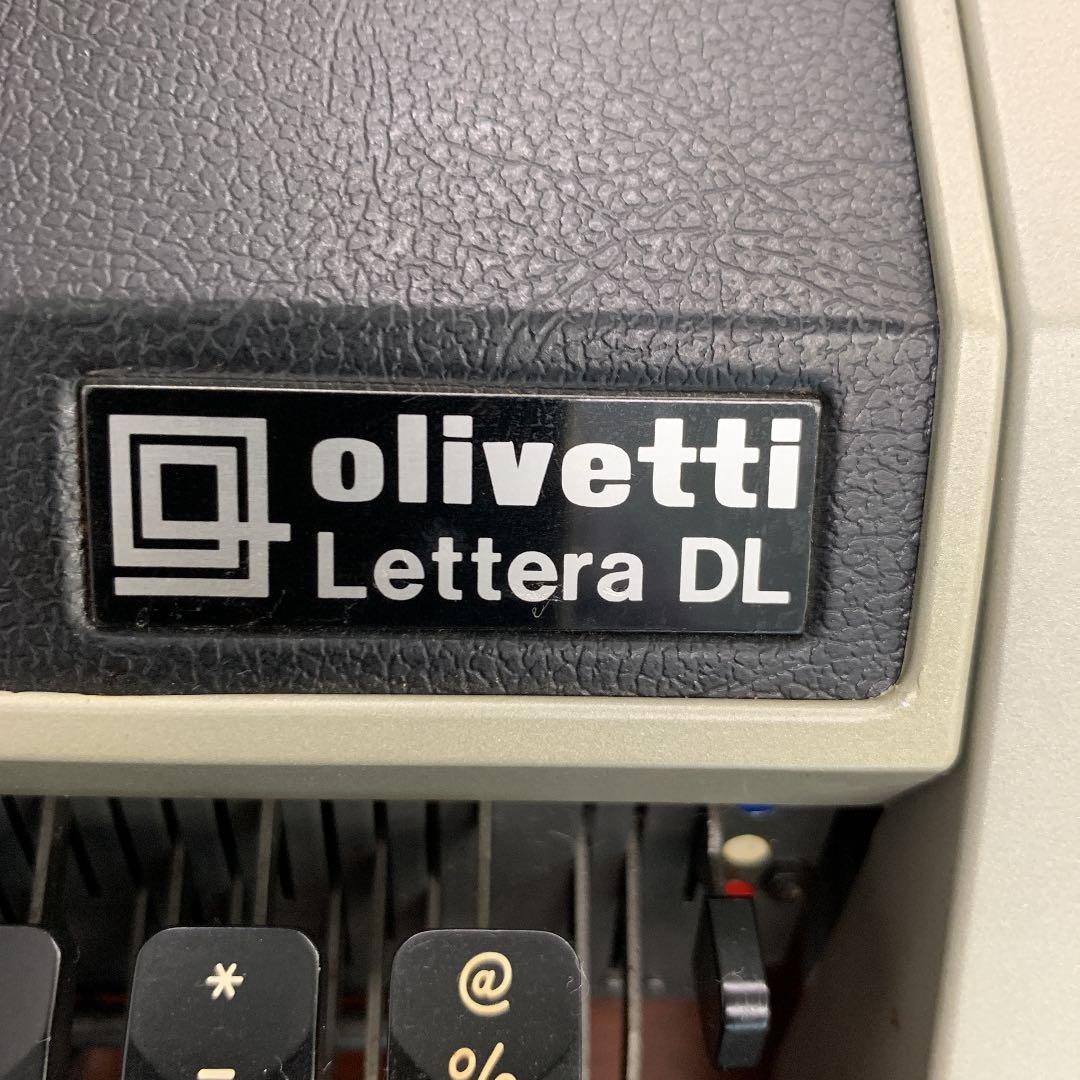 olivetti
Lettera DL
* @
- %